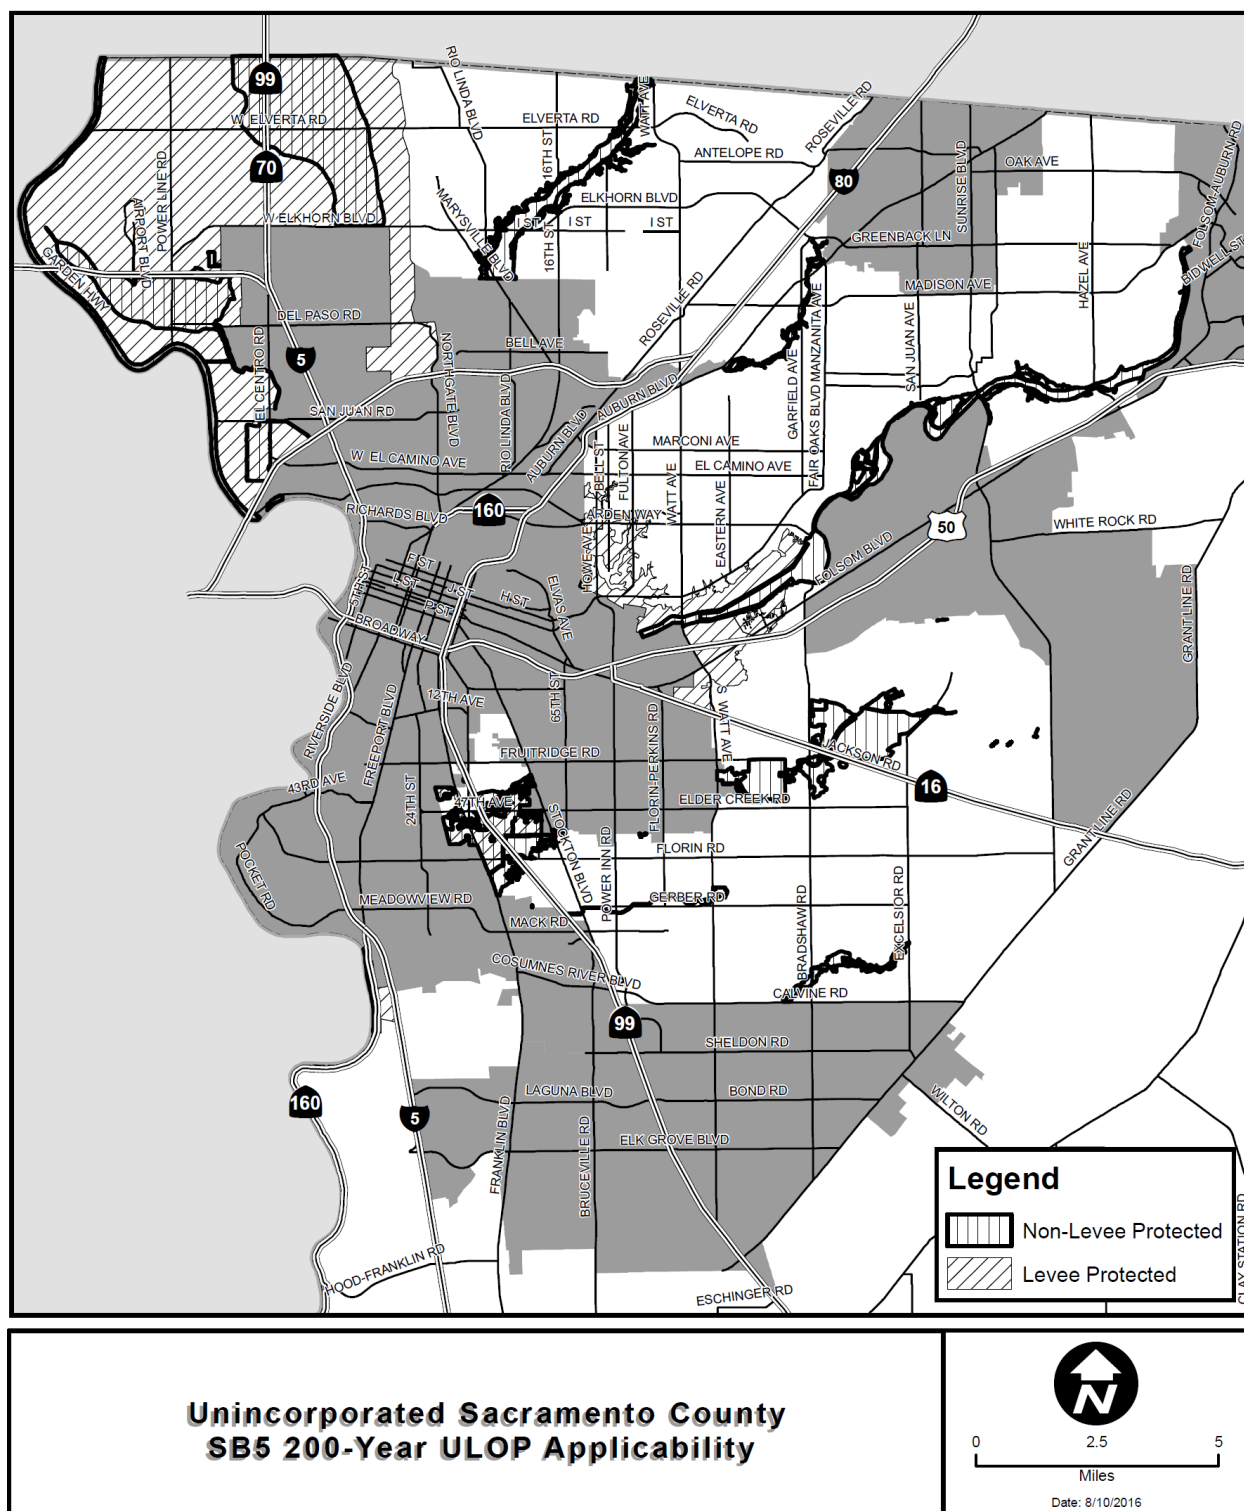 RIO LINDA BLVD
WATT AVE
99
W ELVERTA RD
ELVERTA RD
ELVERTA RD
ROSEVILLE RD
16TH ST
ANTELOPE RD
SUNRISE BLVD
OAK AVE
FOLSOM-AUBURN RD
POWER LINE RD
70
80
AIRPORT BLVD
MARYSVILLE BLVD
ELKHORN BLVD
W ELKHORN BLVD
I ST
I ST
I ST
16TH ST
GREENBACK LN
GARDEN HWY
BIDWELL ST
HAZEL AVE
MADISON AVE
ROSEVILLE RD
DEL PASO RD
EL CENTRO RD
5
NORTHGATE BLVD
BELL AVE
RIO LINDA BLVD
AUBURN BLVD
GARFIELD AVE
FAIR OAKS BLVD
MANZANITA AVE
SAN JUAN AVE
SAN JUAN RD
AUBURN BLVD
MARCONI AVE
W EL CAMINO AVE
BELL ST
FULTON AVE
EL CAMINO AVE
WATT AVE
EASTERN AVE
RICHARDS BLVD
160
ARDEN WAY
HOWE AVE
FOLSOM BLVD
50
WHITE ROCK RD
GRANT LINE RD
F ST
L ST
J ST
P ST
H ST
5TH ST
ELVAS AVE
BROADWAY
RIVERSIDE BLVD
FREEPORT BLVD
12TH AVE
65TH ST
FLORIN-PERKINS RD
S WATT AVE
FRUITRIDGE RD
JACKSON RD
16
43RD AVE
24TH ST
47TH AVE
STOCKTON BLVD
POWER INN RD
ELDER CREEK RD
GRANT LINE RD
POCKET RD
FLORIN RD
MEADOWVIEW RD
GERBER RD
BRADSHAW RD
EXCELSIOR RD
MACK RD
COSUMNES RIVER BLVD
CALVINE RD
99
SHELDON RD
160
5
LAGUNA BLVD
BOND RD
WILTON RD
FRANKLIN BLVD
BRUCEVILLE RD
ELK GROVE BLVD
HOOD-FRANKLIN RD
ESCHINGER RD
CLAY STATION RD
Legend
Non-Levee Protected
Levee Protected
Unincorporated Sacramento County
SB5 200-Year ULOP Applicability
N
0 2.5 5
Miles
Date: 8/10/2016